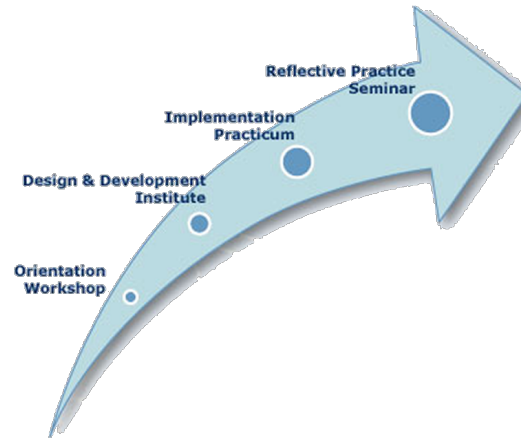 Reflective Practice
Seminar
Implementation
Practicum
Design & Development
Institute
Orientation
Workshop